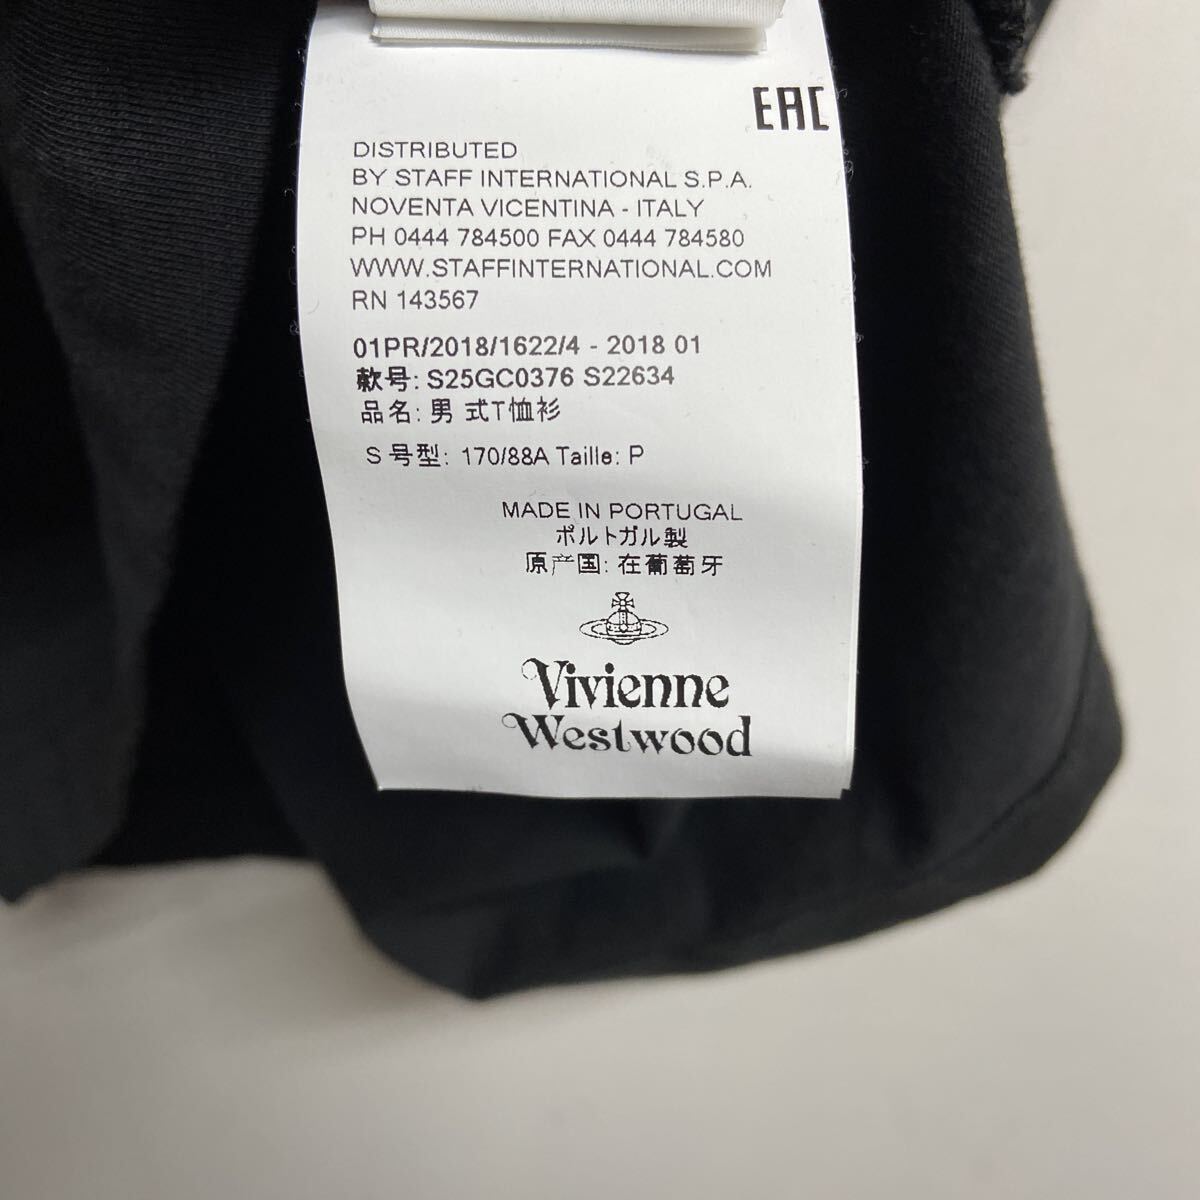 EAC
DISTRIBUTED
BY STAFF INTERNATIONAL S.P.A.
NOVENTA VICENTINA - ITALY
PH 0444 784500 FAX 0444 784580
WWW.STAFFINTERNATIONAL.COM
RN 143567
01PR/2018/1622/4 - 2018 01
款号: S25GC0376 S22634
品名: 男 式T恤衫
S 号型: 170/88A Taille: P
MADE IN PORTUGAL
ポルトガル製
原产国: 在葡萄牙
Vivienne
Westwood